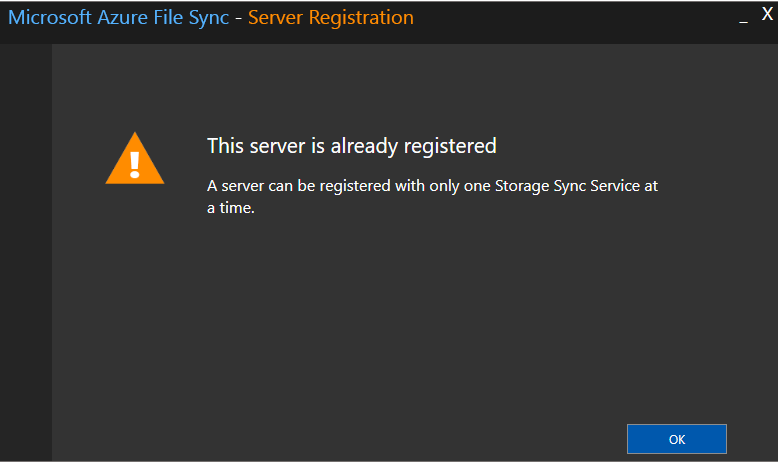 Microsoft Azure File Sync - Server Registration
_ X
This server is already registered
A server can be registered with only one Storage Sync Service at
a time.
OK